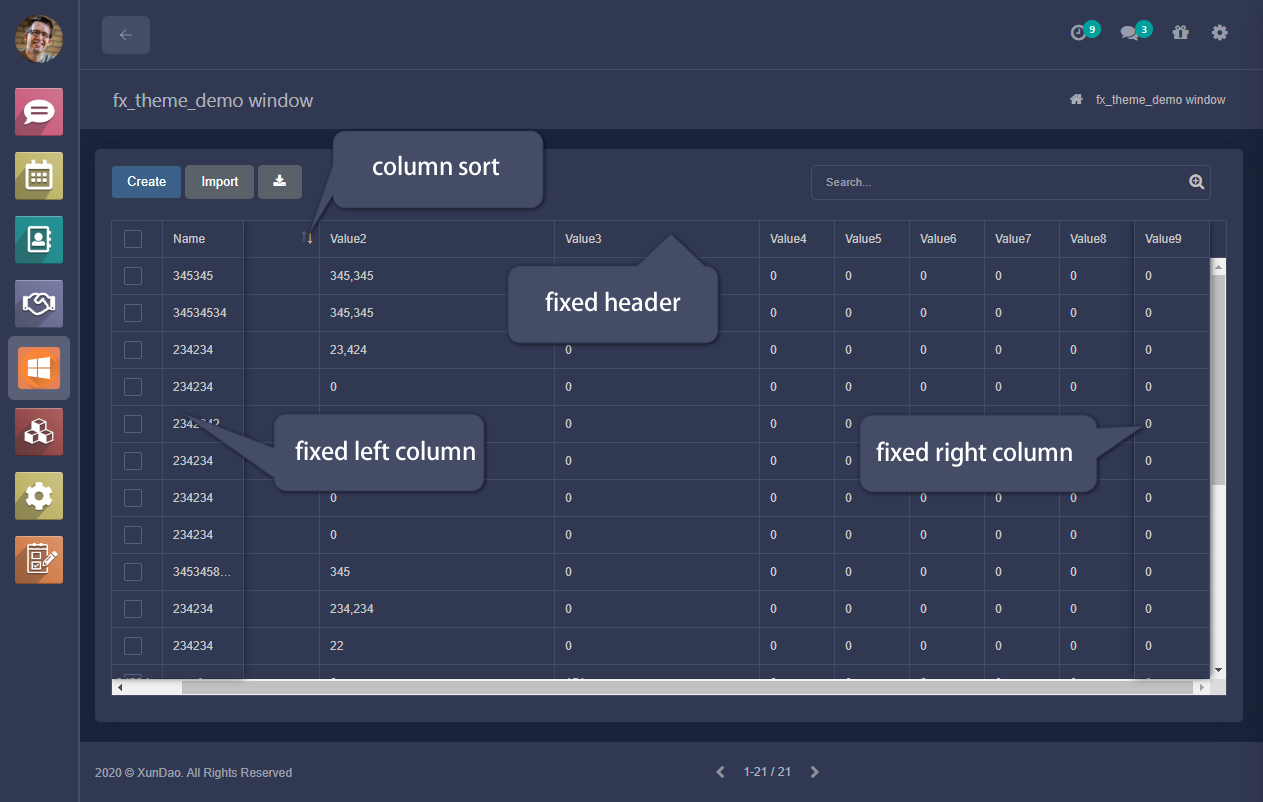 9
3
fx_theme_demo window
fx_theme_demo window
column sort
Create Import
Search...
Name Value2 Value3 Value4 Value5 Value6 Value7 Value8 Value9
345345 345,345 0 0 0 0 0 0
fixed header
34534534 345,345 0 0 0 0 0 0
234234 23,424 0 0 0 0 0 0 0
234234 0 0 0 0 0 0 0 0
0 0 0
fixed left column
fixed right column
234234 0 0 0 0
234234 0 0 0 0 0 0 0 0
234234 0 0 0 0 0 0 0 0
3453458... 345 0 0 0 0 0 0 0
234234 234,234 0 0 0 0 0 0 0
234234 22 0 0 0 0 0 0 0
2020 © XunDao. All Rights Reserved
1-21 / 21